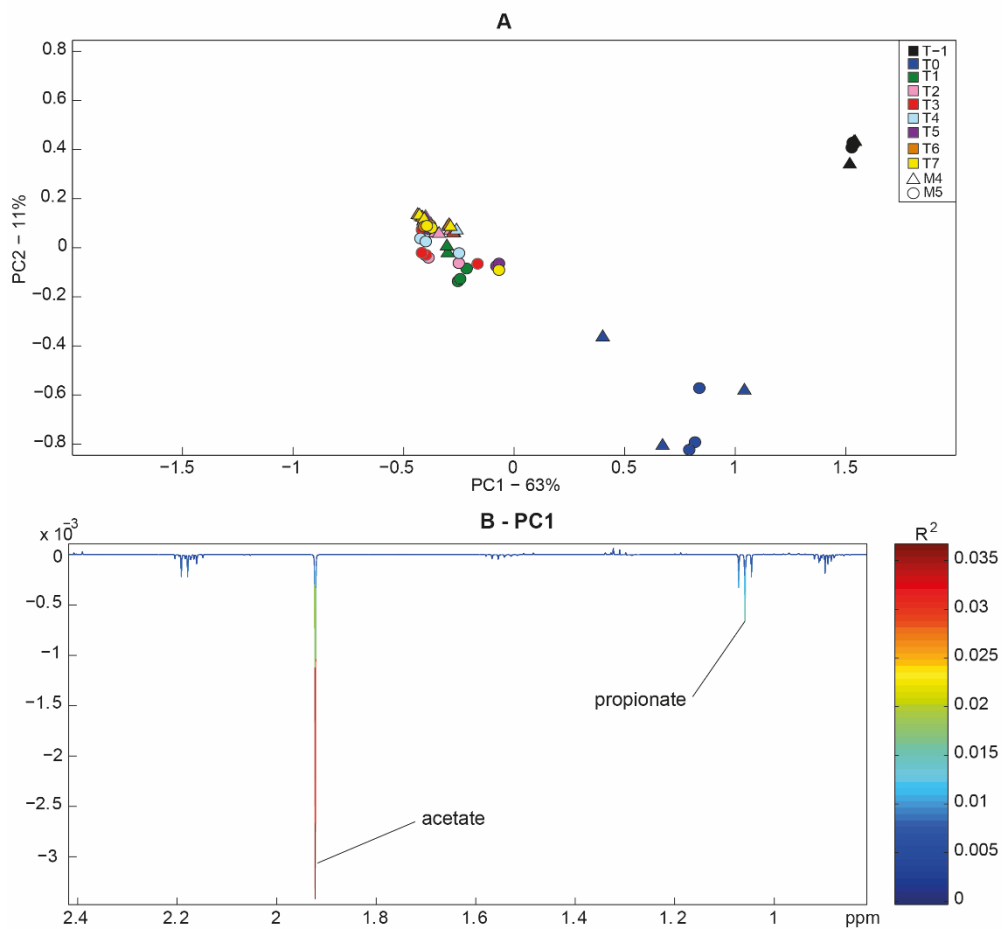 A
0.8
0.6
0.4
0.2
0
−0.2
−0.4
−0.6
−0.8
PC2 − 11%
−1.5
−1
−0.5
0
0.5
1
1.5
PC1 − 63%
T−1
T0
T1
T2
T3
T4
T5
T6
T7
M4
M5
B - PC1
x 10⁻³
0
−0.5
−1
−1.5
−2
−2.5
−3
acetate
propionate
2.4
2.2
2
1.8
1.6
1.4
1.2
1
ppm
R²
0.035
0.03
0.025
0.02
0.015
0.01
0.005
0